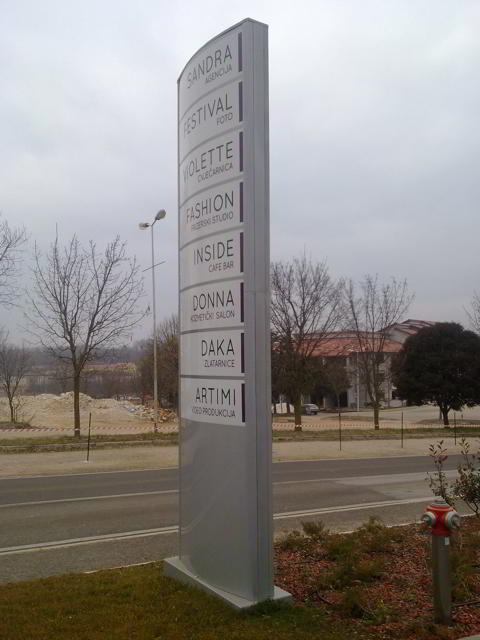 SANDRA
AGENCIJA
FESTIVAL
FOTO
VIOLETTE
CVJEĆARNICA
FASHION
FRIZERSKI STUDIO
INSIDE
CAFE BAR
DONNA
KOZMETIČKI SALON
DAKA
ZLATARNICE
ARTIMI
VIDEO PRODUKCIJA